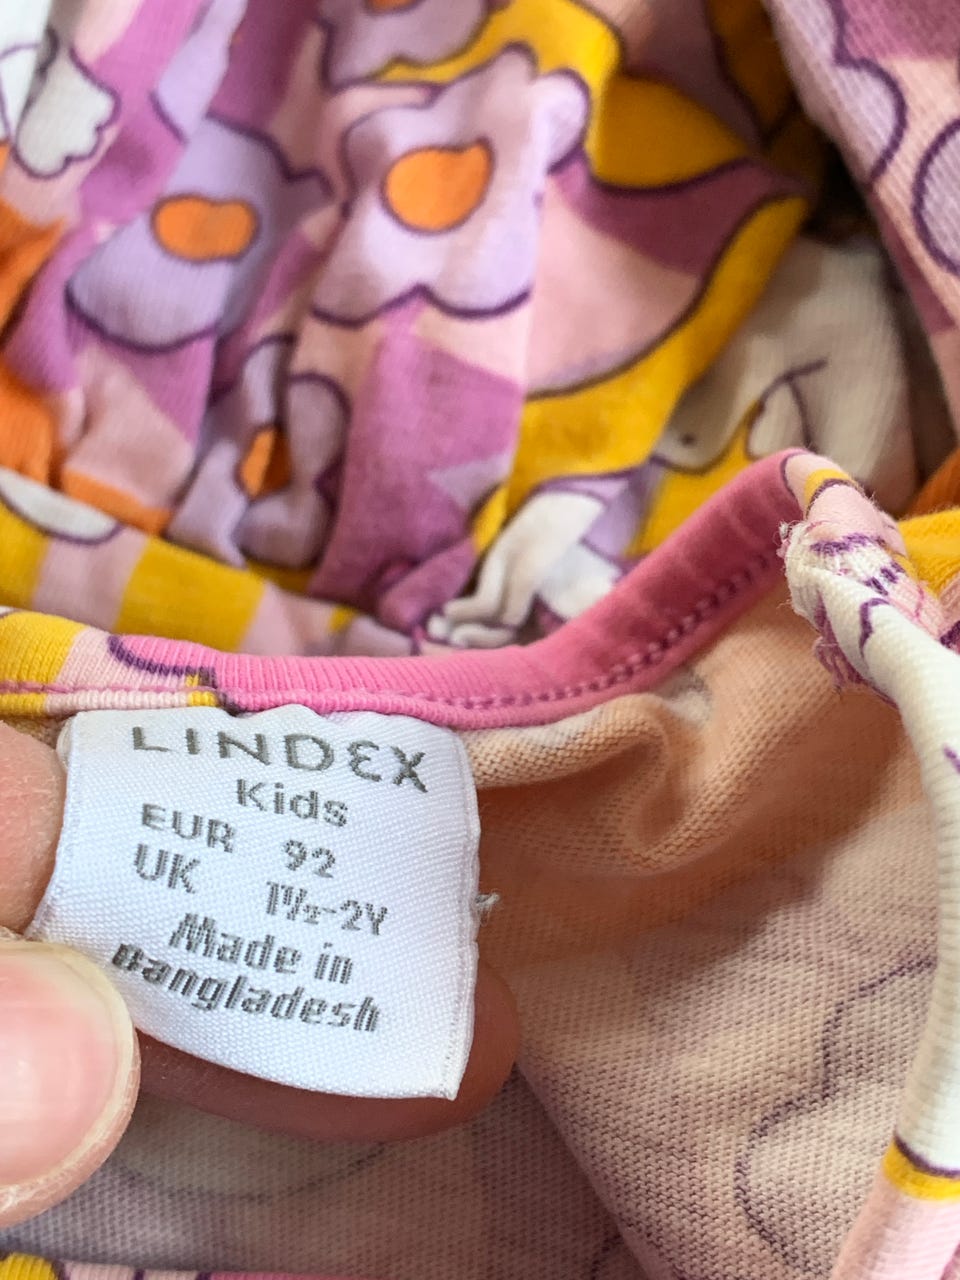 LINDEX
Kids
EUR 92
UK 1½-2Y
Made in
Bangladesh